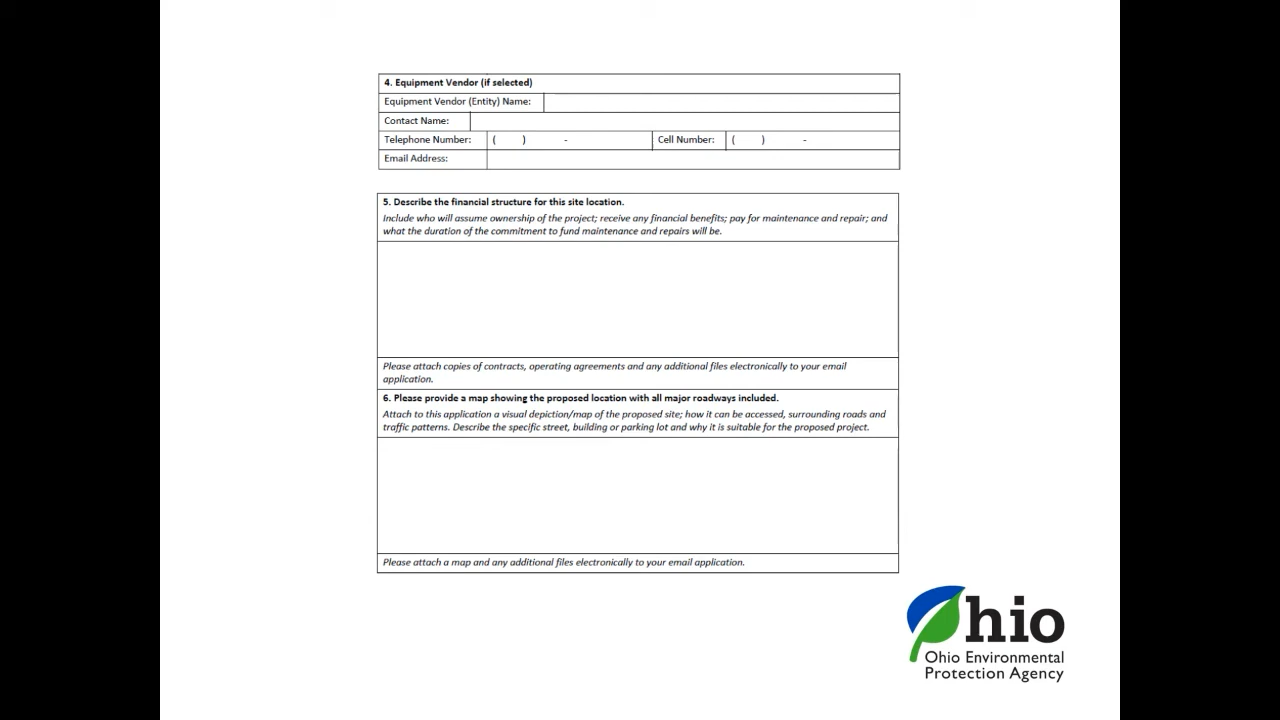 4. Equipment Vendor (if selected)
Equipment Vendor (Entity) Name:
Contact Name:
Telephone Number: ( ) - Cell Number: ( ) -
Email Address:
5. Describe the financial structure for this site location.
Include who will assume ownership of the project; receive any financial benefits; pay for maintenance and repair; and
what the duration of the commitment to fund maintenance and repairs will be.
Please attach copies of contracts, operating agreements and any additional files electronically to your email
application.
6. Please provide a map showing the proposed location with all major roadways included.
Attach to this application a visual depiction/map of the proposed site; how it can be accessed, surrounding roads and
traffic patterns. Describe the specific street, building or parking lot and why it is suitable for the proposed project.
Please attach a map and any additional files electronically to your email application.
Ohio
Ohio Environmental
Protection Agency